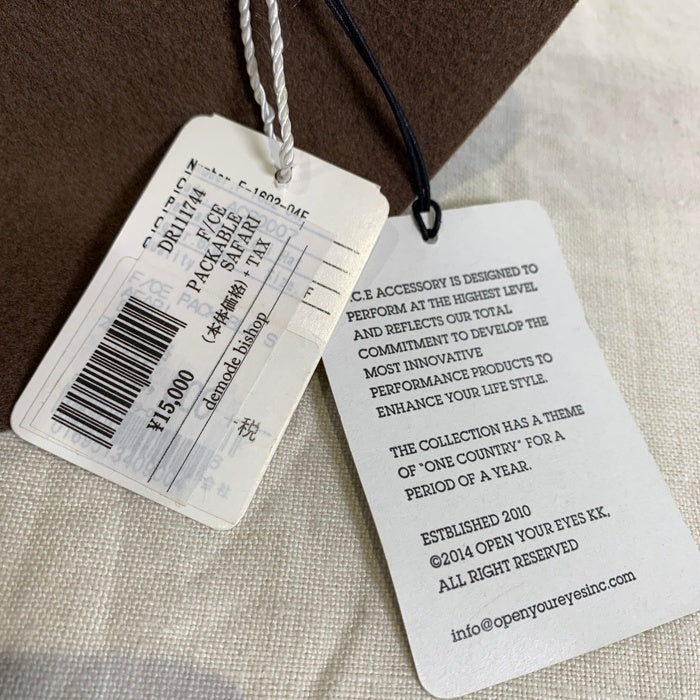 DR111744
F/CE
PACKABLE
SAFARI
(本体価格)+TAX
¥15,000
demode bishop
税
F/CE PACK
.C.E ACCESSORY IS DESIGNED TO
PERFORM AT THE HIGHEST LEVEL
AND REFLECTS OUR TOTAL
COMMITMENT TO DEVELOP THE
MOST INNOVATIVE
PERFORMANCE PRODUCTS TO
ENHANCE YOUR LIFE STYLE.
THE COLLECTION HAS A THEME
OF "ONE COUNTRY" FOR A
PERIOD OF A YEAR.
ESTBLISHED 2010
©2014 OPEN YOUR EYES KK,
ALL RIGHT RESERVED
info@openyoureyesinc.com